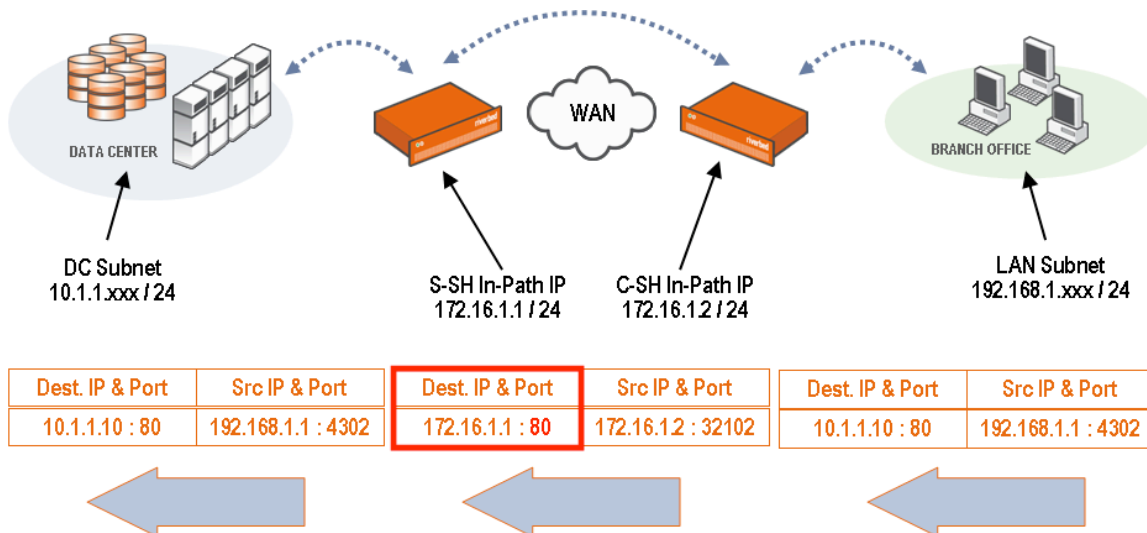 WAN
riverbed
riverbed
DATA CENTER
BRANCH OFFICE
DC Subnet
10.1.1.xxx / 24
S-SH In-Path IP
172.16.1.1 / 24
C-SH In-Path IP
172.16.1.2 / 24
LAN Subnet
192.168.1.xxx / 24
Dest. IP & Port
Src IP & Port
10.1.1.10 : 80
192.168.1.1 : 4302
Dest. IP & Port
Src IP & Port
172.16.1.1 : 80
172.16.1.2 : 32102
Dest. IP & Port
Src IP & Port
10.1.1.10 : 80
192.168.1.1 : 4302